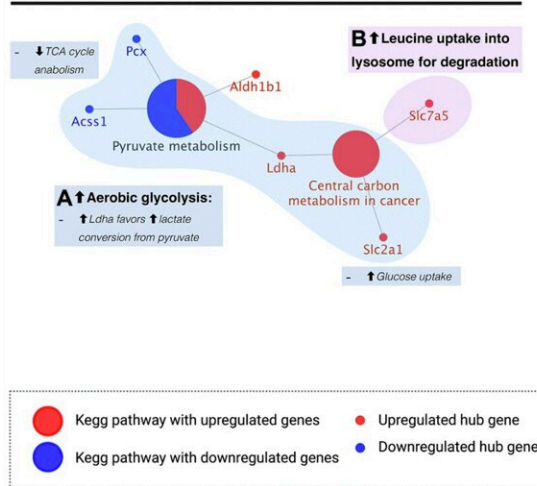 - ⬇TCA cycle
anabolism
Pcx
Acss1
Pyruvate metabolism
Aldh1b1
B⬆Leucine uptake into
lysosome for degradation
Slc7a5
Ldha
Central carbon
metabolism in cancer
Slc2a1
A⬆Aerobic glycolysis:
- ⬆Ldha favors ⬆lactate
conversion from pyruvate
- ⬆Glucose uptake
Kegg pathway with upregulated genes
Kegg pathway with downregulated genes
Upregulated hub gene
Downregulated hub gene